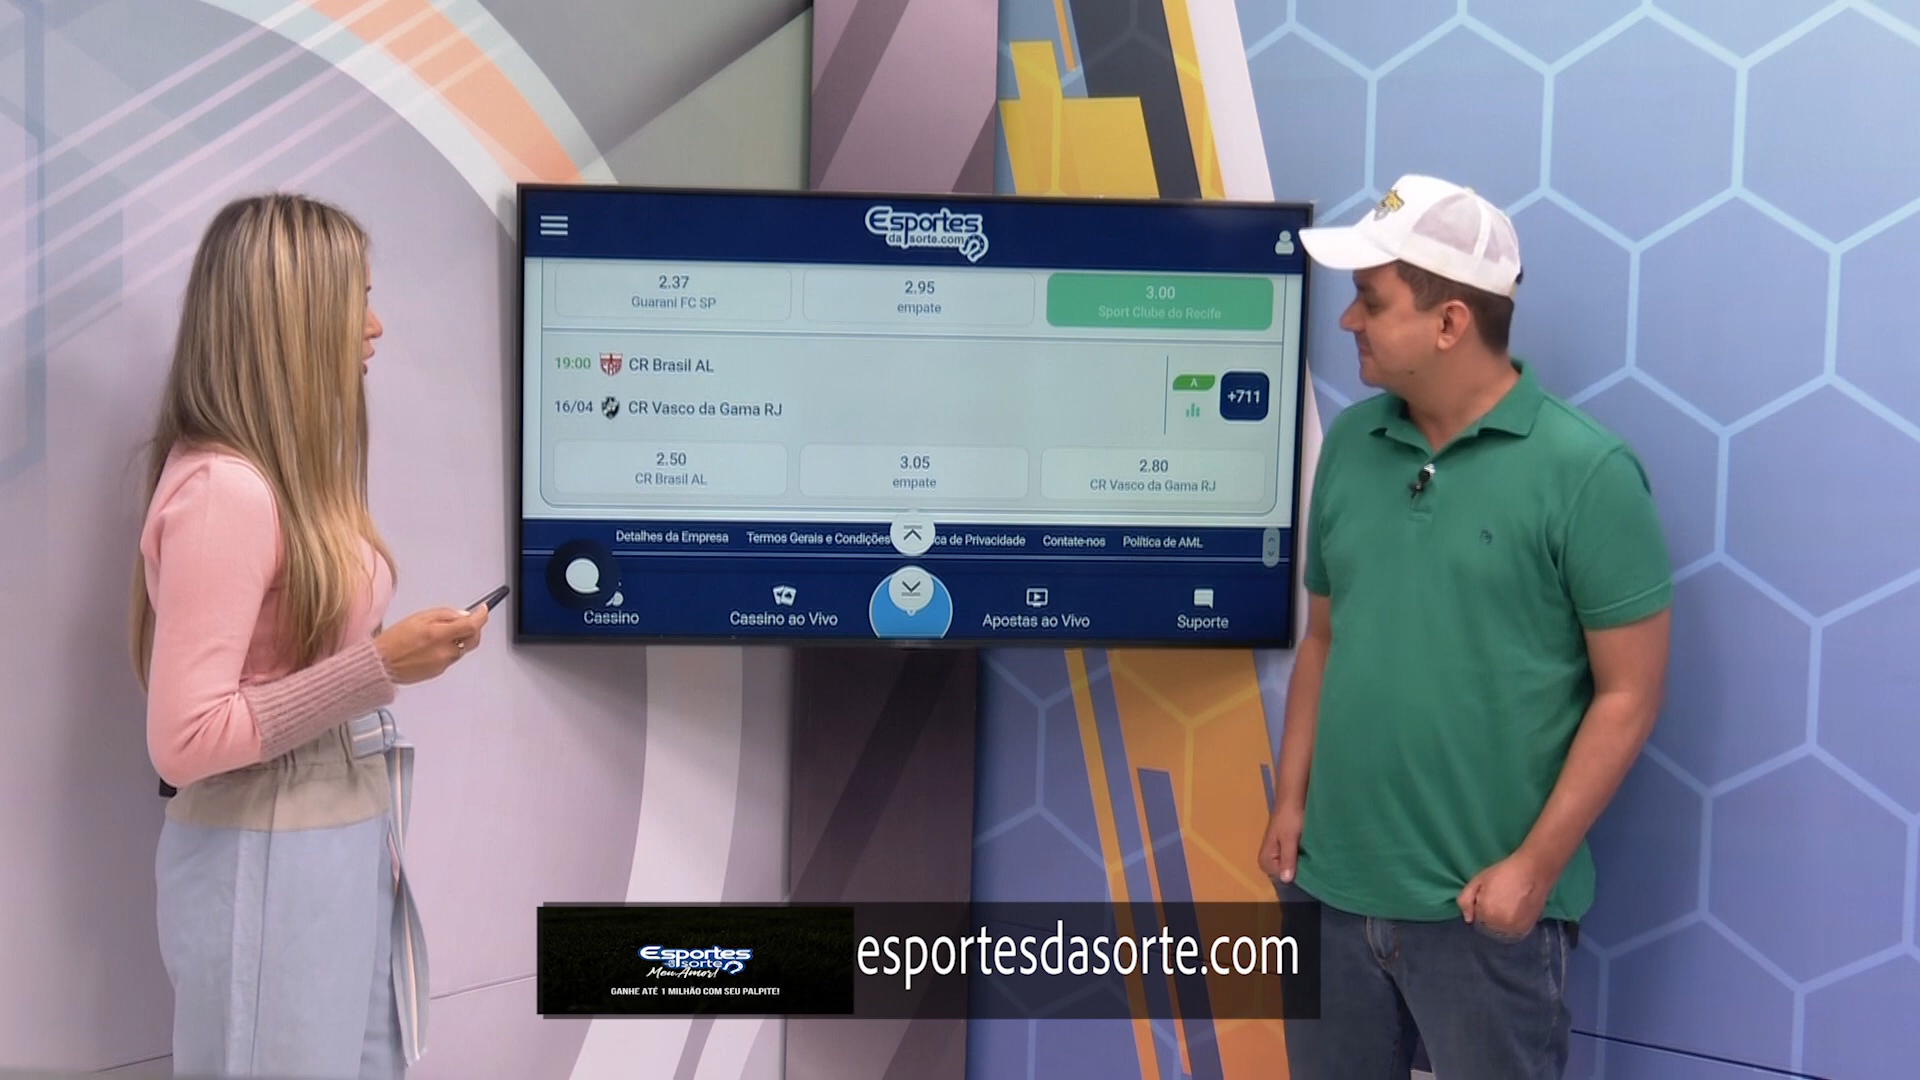 Esportes
da sorte.com
2.37
Guarani FC SP
2.95
empate
3.00
Sport Clube do Recife
19:00 CR Brasil AL
16/04 CR Vasco da Gama RJ
A
+711
2.50
CR Brasil AL
3.05
empate
2.80
CR Vasco da Gama RJ
Detalhes da Empresa Termos Gerais e Condições ca de Privacidade Contate-nos Política de AML
Cassino Cassino ao Vivo Apostas ao Vivo Suporte
Esportes
da sorte
Meu Amor!
GANHE ATÉ 1 MILHÃO COM SEU PALPITE!
esportesdasorte.com